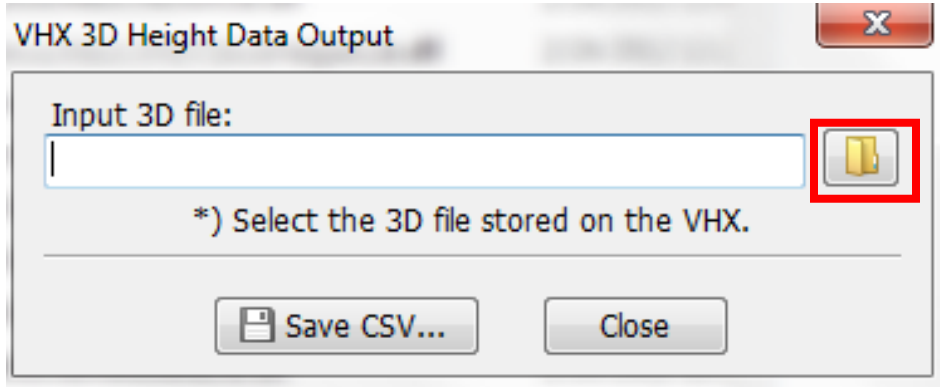 VHX 3D Height Data Output
Input 3D file:
*) Select the 3D file stored on the VHX.
Save CSV...
Close